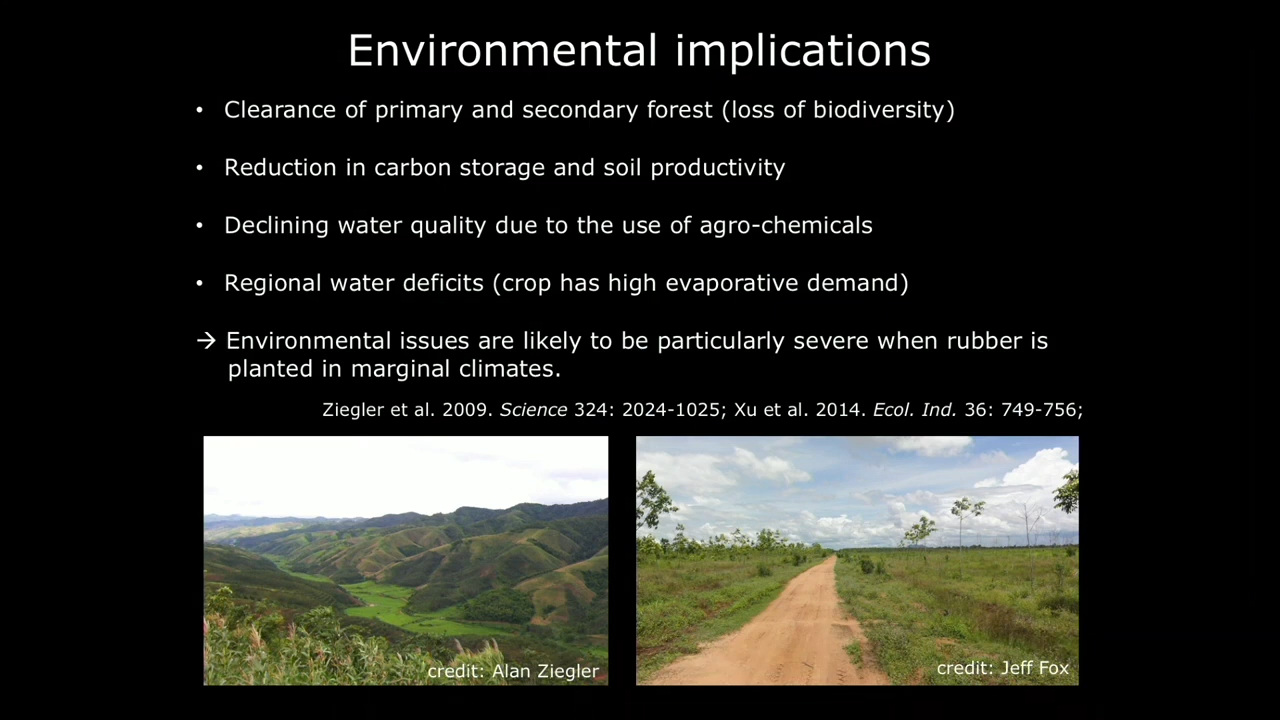 Environmental implications
• Clearance of primary and secondary forest (loss of biodiversity)
• Reduction in carbon storage and soil productivity
• Declining water quality due to the use of agro-chemicals
• Regional water deficits (crop has high evaporative demand)
→ Environmental issues are likely to be particularly severe when rubber is
planted in marginal climates.
Ziegler et al. 2009. Science 324: 2024-1025; Xu et al. 2014. Ecol. Ind. 36: 749-756;
credit: Alan Ziegler
credit: Jeff Fox